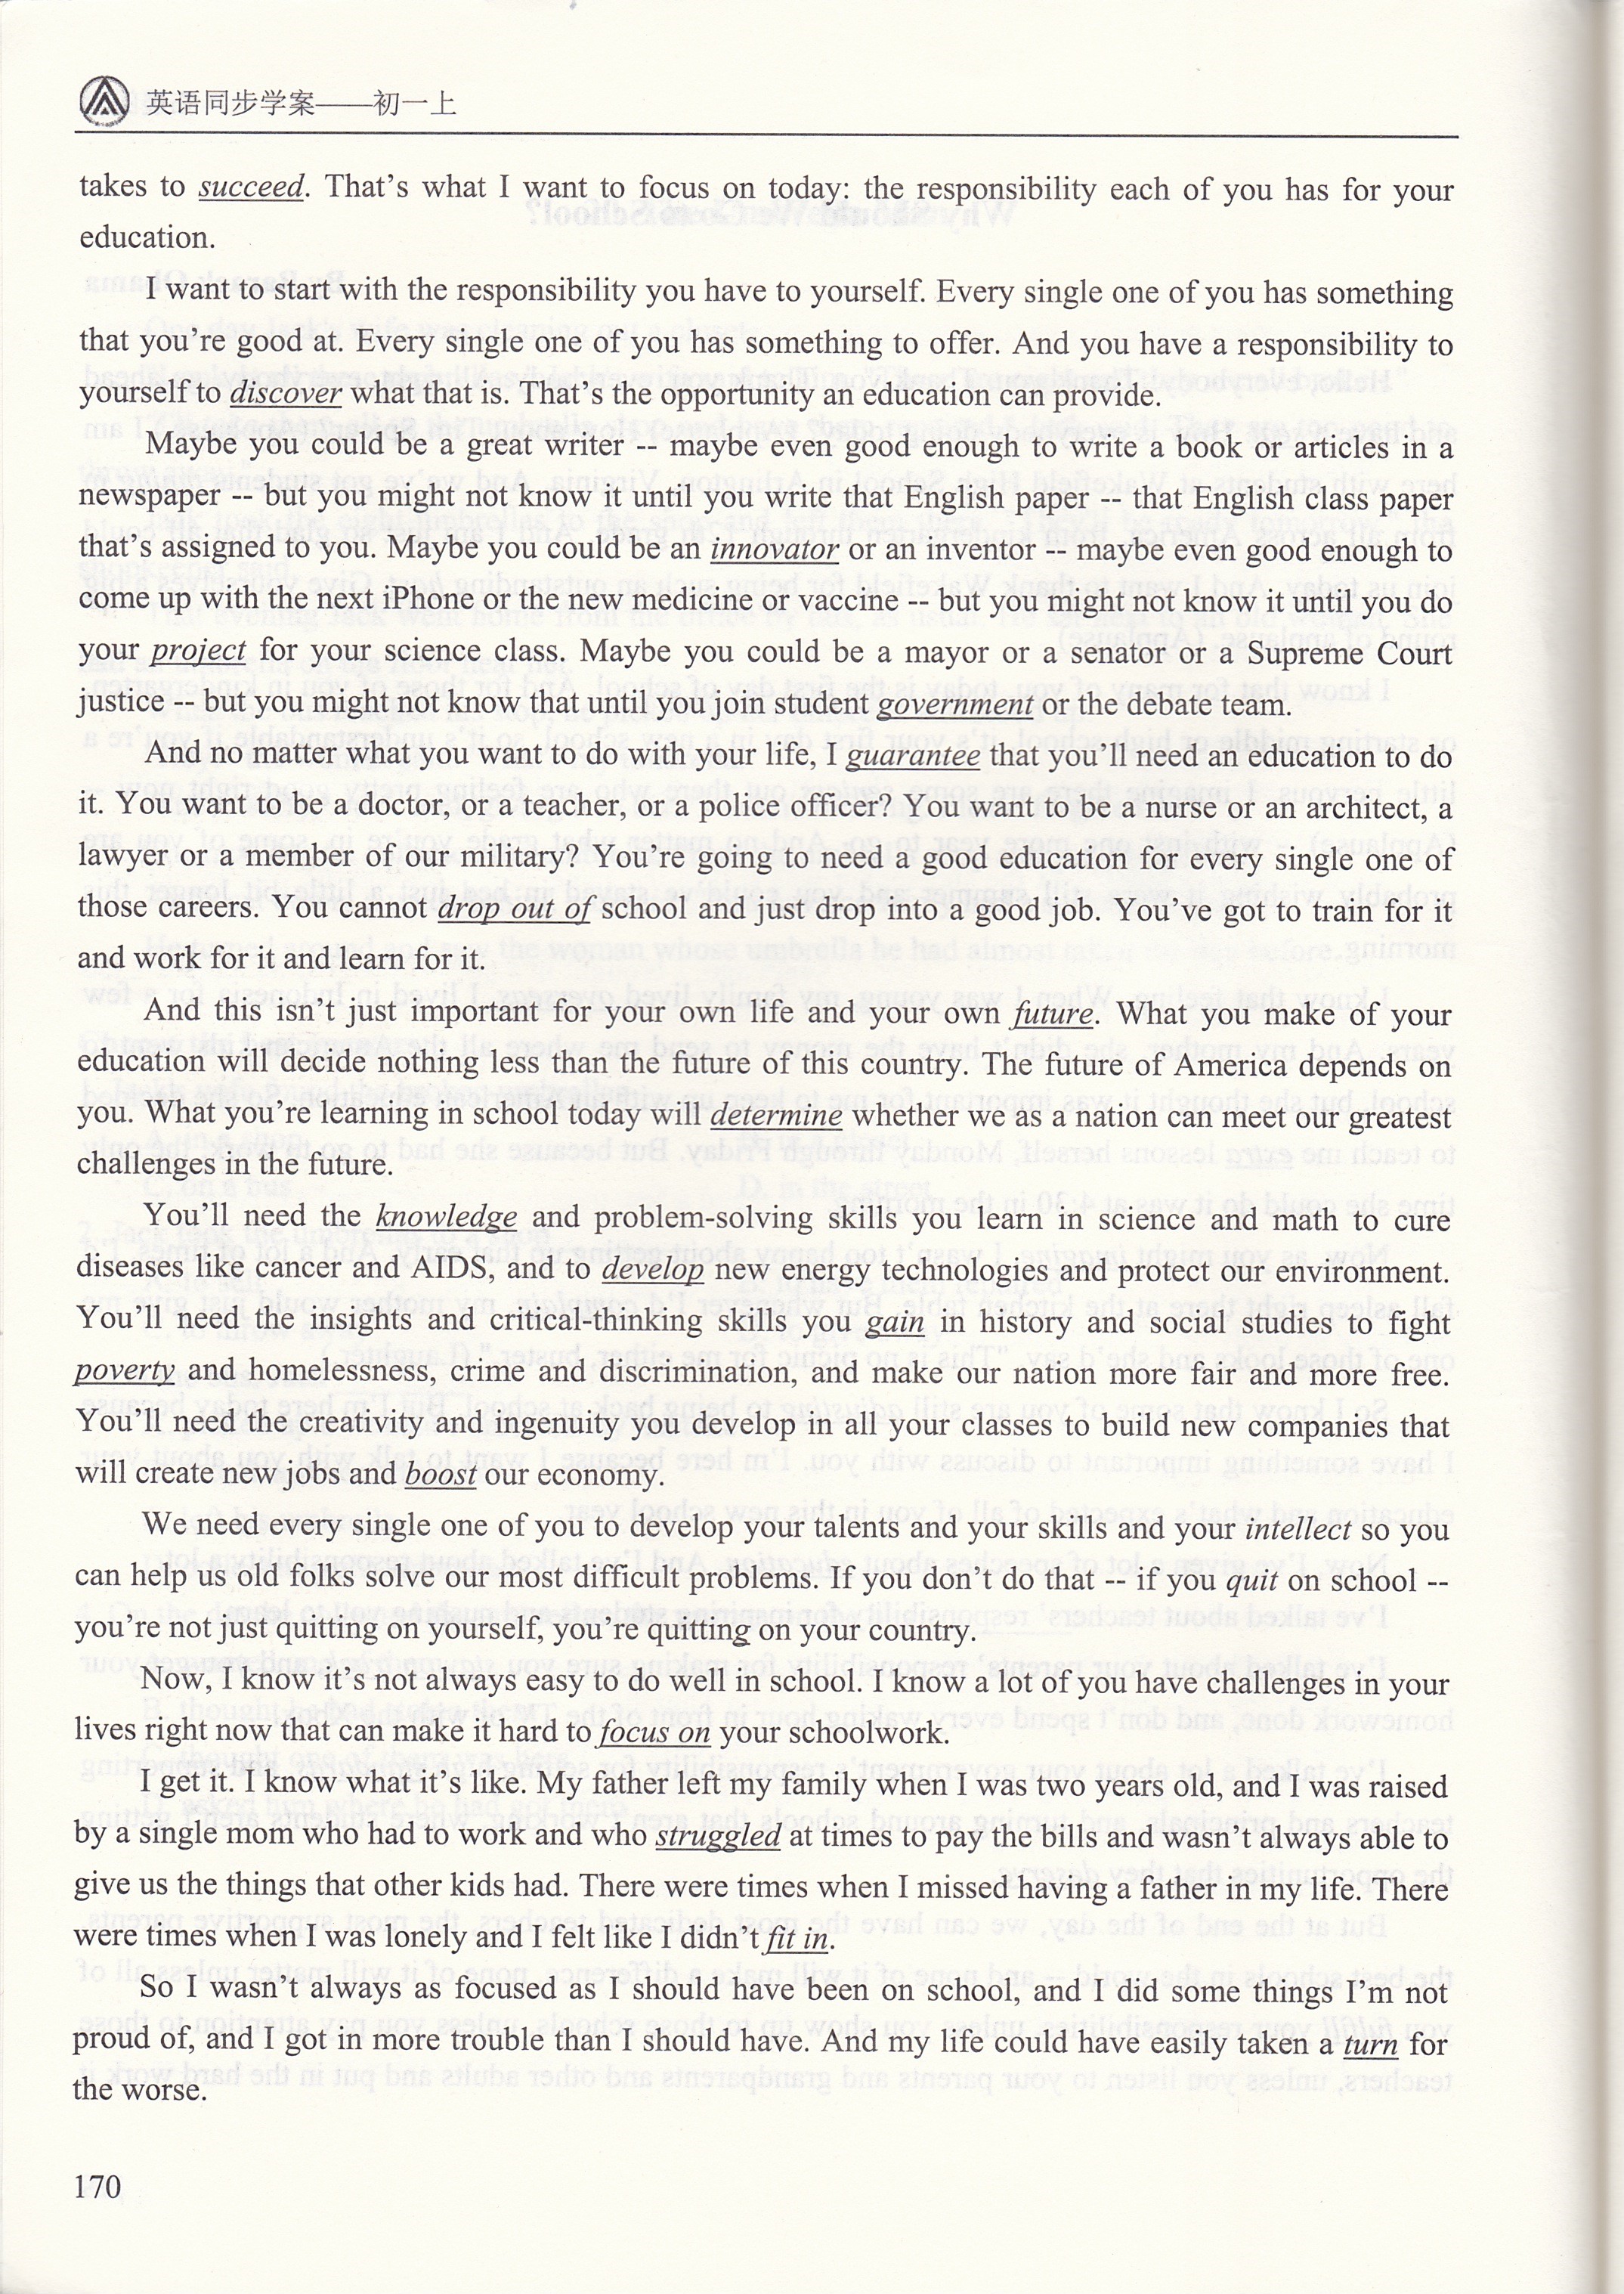 英语同步学案——初一上
takes to succeed. That's what I want to focus on today: the responsibility each of you has for your
education.
I want to start with the responsibility you have to yourself. Every single one of you has something
that you're good at. Every single one of you has something to offer. And you have a responsibility to
yourself to discover what that is. That's the opportunity an education can provide.
Maybe you could be a great writer -- maybe even good enough to write a book or articles in a
newspaper -- but you might not know it until you write that English paper -- that English class paper
that's assigned to you. Maybe you could be an innovator or an inventor -- maybe even good enough to
come up with the next iPhone or the new medicine or vaccine -- but you might not know it until you do
your project for your science class. Maybe you could be a mayor or a senator or a Supreme Court
justice -- but you might not know that until you join student government or the debate team.
And no matter what you want to do with your life, I guarantee that you'll need an education to do
it. You want to be a doctor, or a teacher, or a police officer? You want to be a nurse or an architect, a
lawyer or a member of our military? You're going to need a good education for every single one of
those careers. You cannot drop out of school and just drop into a good job. You've got to train for it
and work for it and learn for it.
And this isn't just important for your own life and your own future. What you make of your
education will decide nothing less than the future of this country. The future of America depends on
you. What you're learning in school today will determine whether we as a nation can meet our greatest
challenges in the future.
You'll need the knowledge and problem-solving skills you learn in science and math to cure
diseases like cancer and AIDS, and to develop new energy technologies and protect our environment.
You'll need the insights and critical-thinking skills you gain in history and social studies to fight
poverty and homelessness, crime and discrimination, and make our nation more fair and more free.
You'll need the creativity and ingenuity you develop in all your classes to build new companies that
will create new jobs and boost our economy.
We need every single one of you to develop your talents and your skills and your intellect so you
can help us old folks solve our most difficult problems. If you don't do that -- if you quit on school --
you're not just quitting on yourself, you're quitting on your country.
Now, I know it's not always easy to do well in school. I know a lot of you have challenges in your
lives right now that can make it hard to focus on your schoolwork.
I get it. I know what it's like. My father left my family when I was two years old, and I was raised
by a single mom who had to work and who struggled at times to pay the bills and wasn't always able to
give us the things that other kids had. There were times when I missed having a father in my life. There
were times when I was lonely and I felt like I didn't fit in.
So I wasn't always as focused as I should have been on school, and I did some things I'm not
proud of, and I got in more trouble than I should have. And my life could have easily taken a turn for
the worse.
170